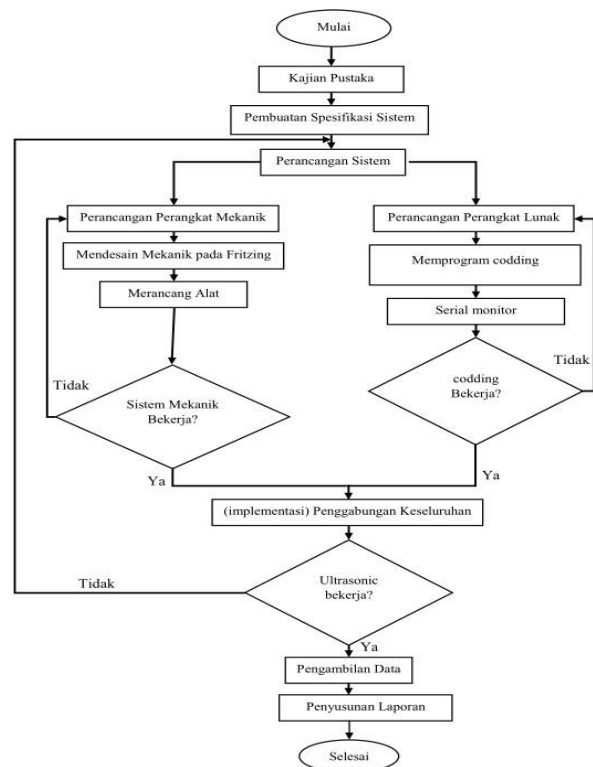 Mulai
Kajian Pustaka
Pembuatan Spesifikasi Sistem
Perancangan Sistem
Perancangan Perangkat Mekanik
Mendesain Mekanik pada Fritzing
Merancang Alat
Tidak
Sistem Mekanik
Bekerja?
Ya
Perancangan Perangkat Lunak
Memprogram codding
Serial monitor
Tidak
codding
Bekerja?
Ya
(implementasi) Penggabungan Keseluruhan
Tidak
Ultrasonic
bekerja?
Ya
Pengambilan Data
Penyusunan Laporan
Selesai